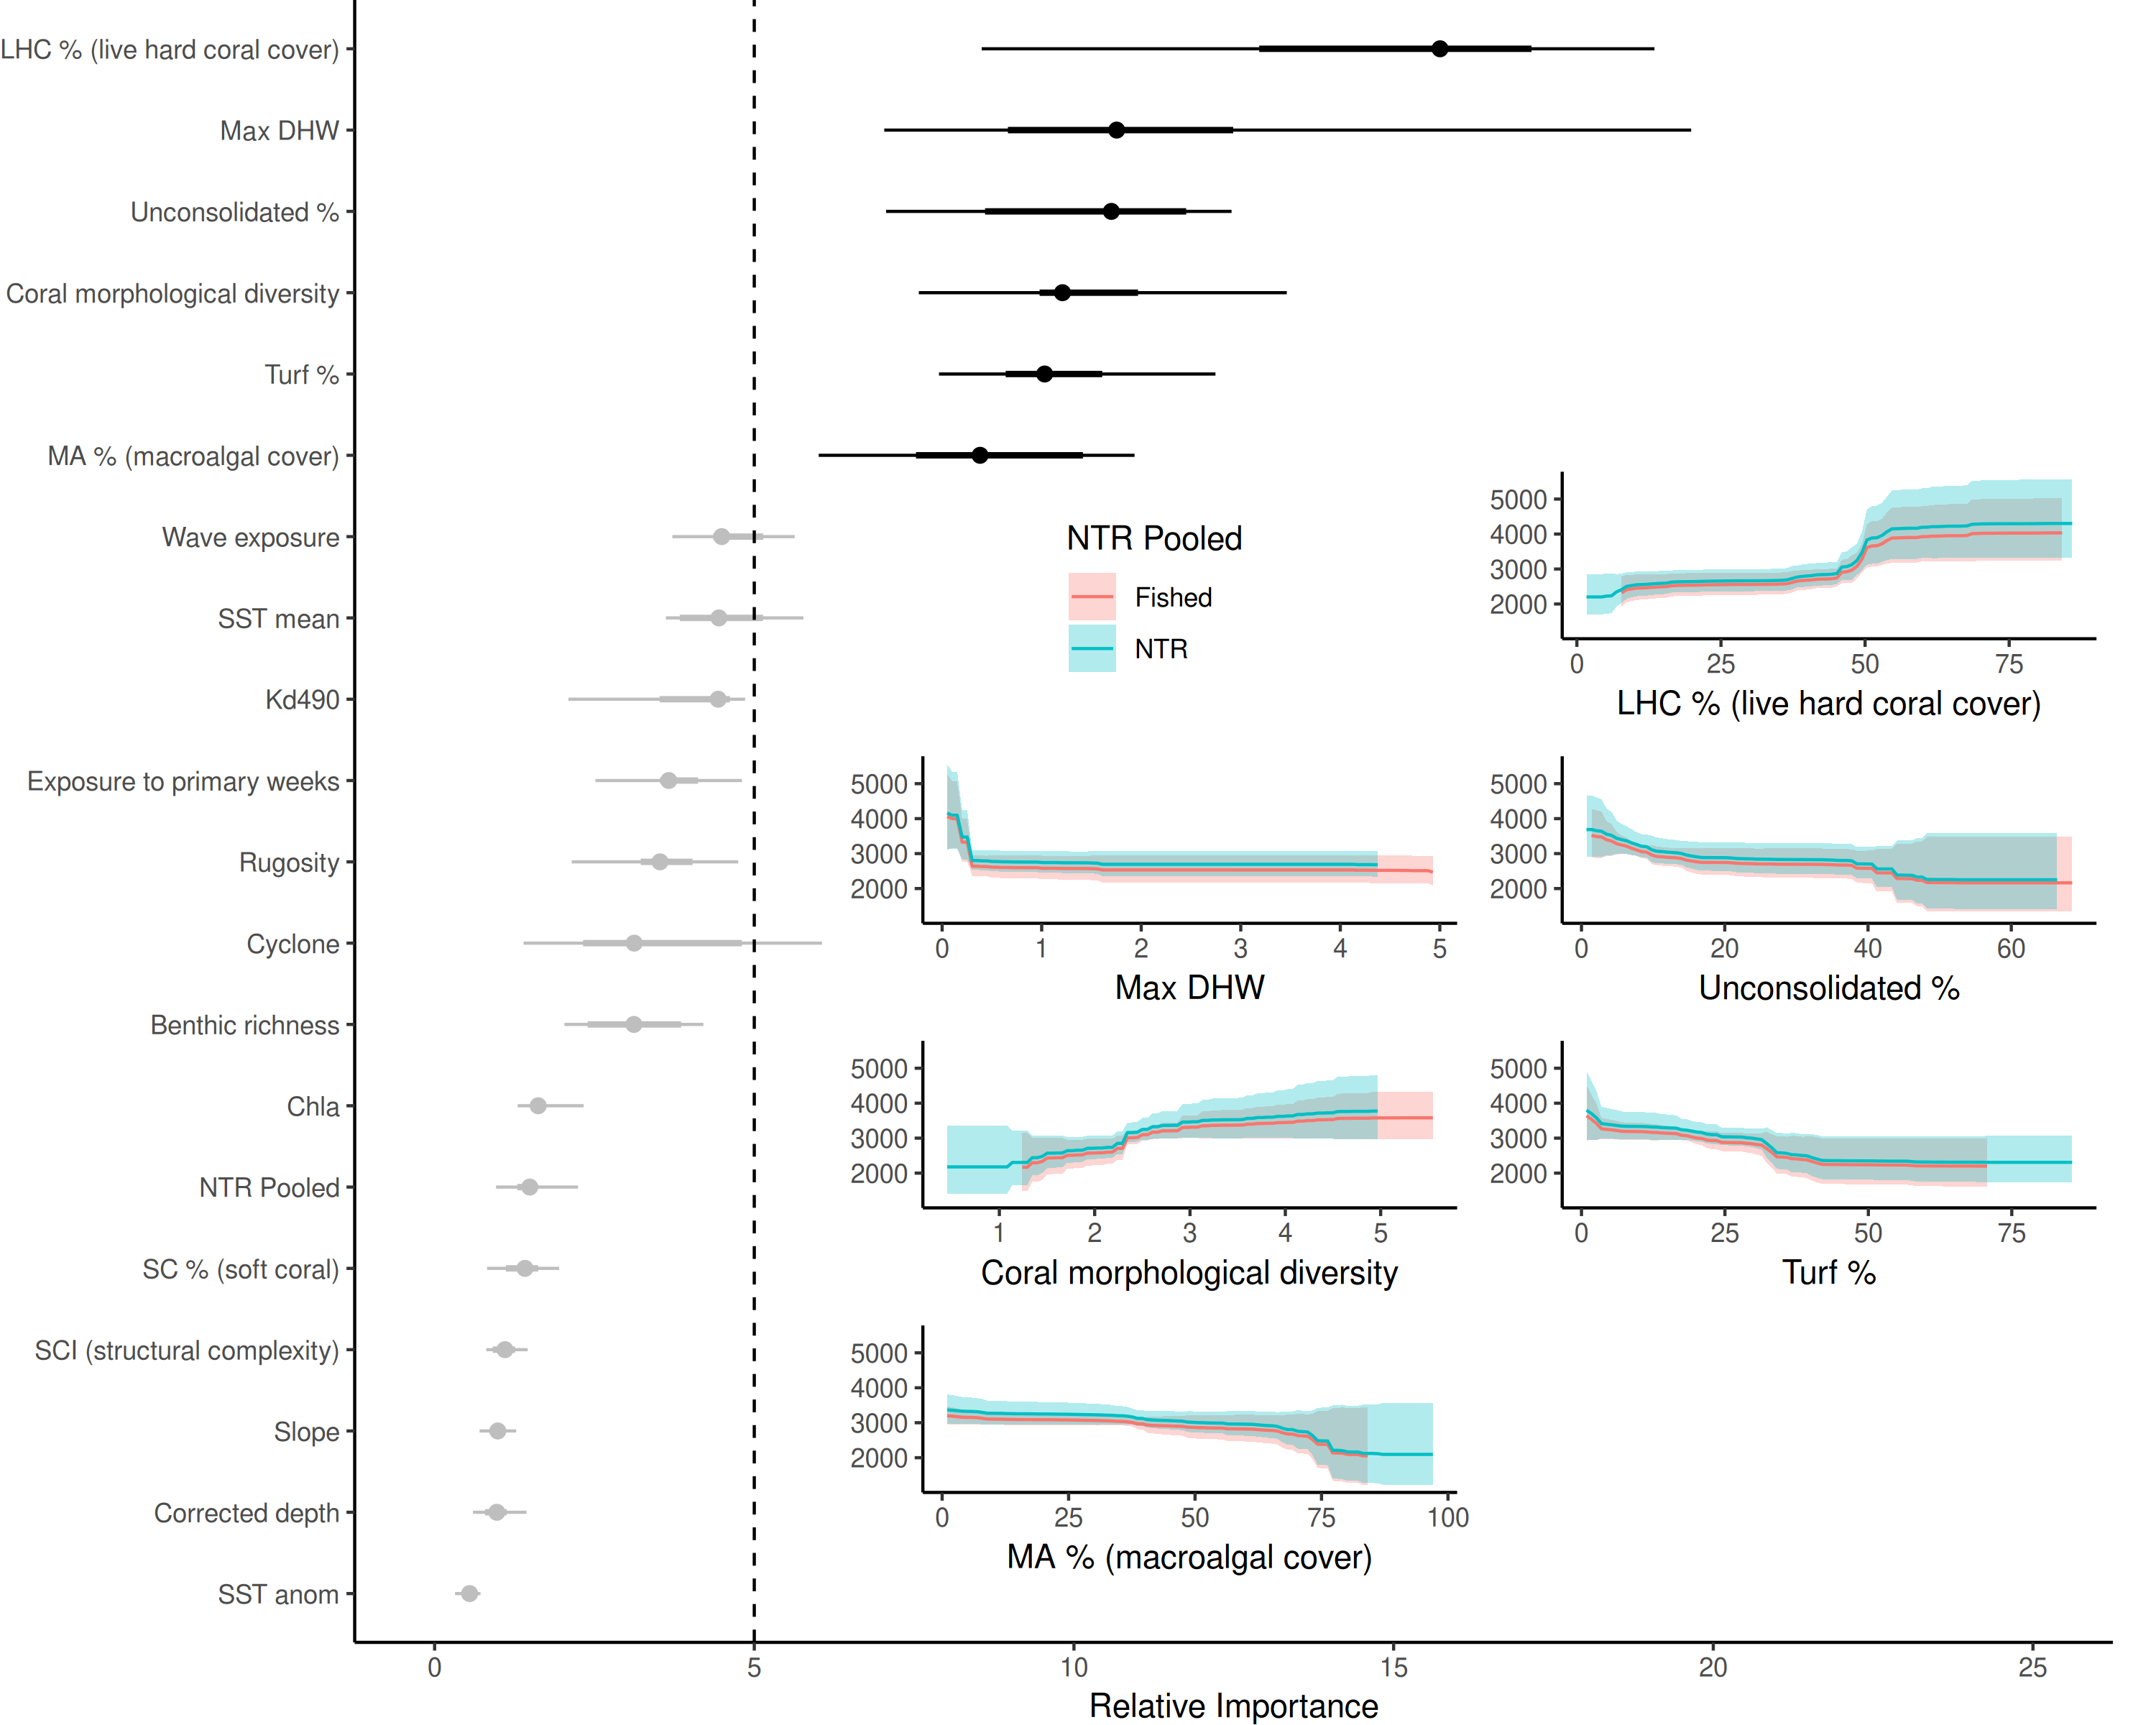 LHC % (live hard coral cover)
Max DHW
Unconsolidated %
Coral morphological diversity
Turf %
MA % (macroalgal cover)
Wave exposure
SST mean
Kd490
Exposure to primary weeks
Rugosity
Cyclone
Benthic richness
Chla
NTR Pooled
SC % (soft coral)
SCI (structural complexity)
Slope
Corrected depth
SST anom
0 5 10 15 20 25
Relative Importance
NTR Pooled
Fished
NTR
5000
4000
3000
2000
0 25 50 75
LHC % (live hard coral cover)
5000
4000
3000
2000
0 1 2 3 4 5
Max DHW
5000
4000
3000
2000
0 20 40 60
Unconsolidated %
5000
4000
3000
2000
1 2 3 4 5
Coral morphological diversity
5000
4000
3000
2000
0 25 50 75
Turf %
5000
4000
3000
2000
0 25 50 75 100
MA % (macroalgal cover)